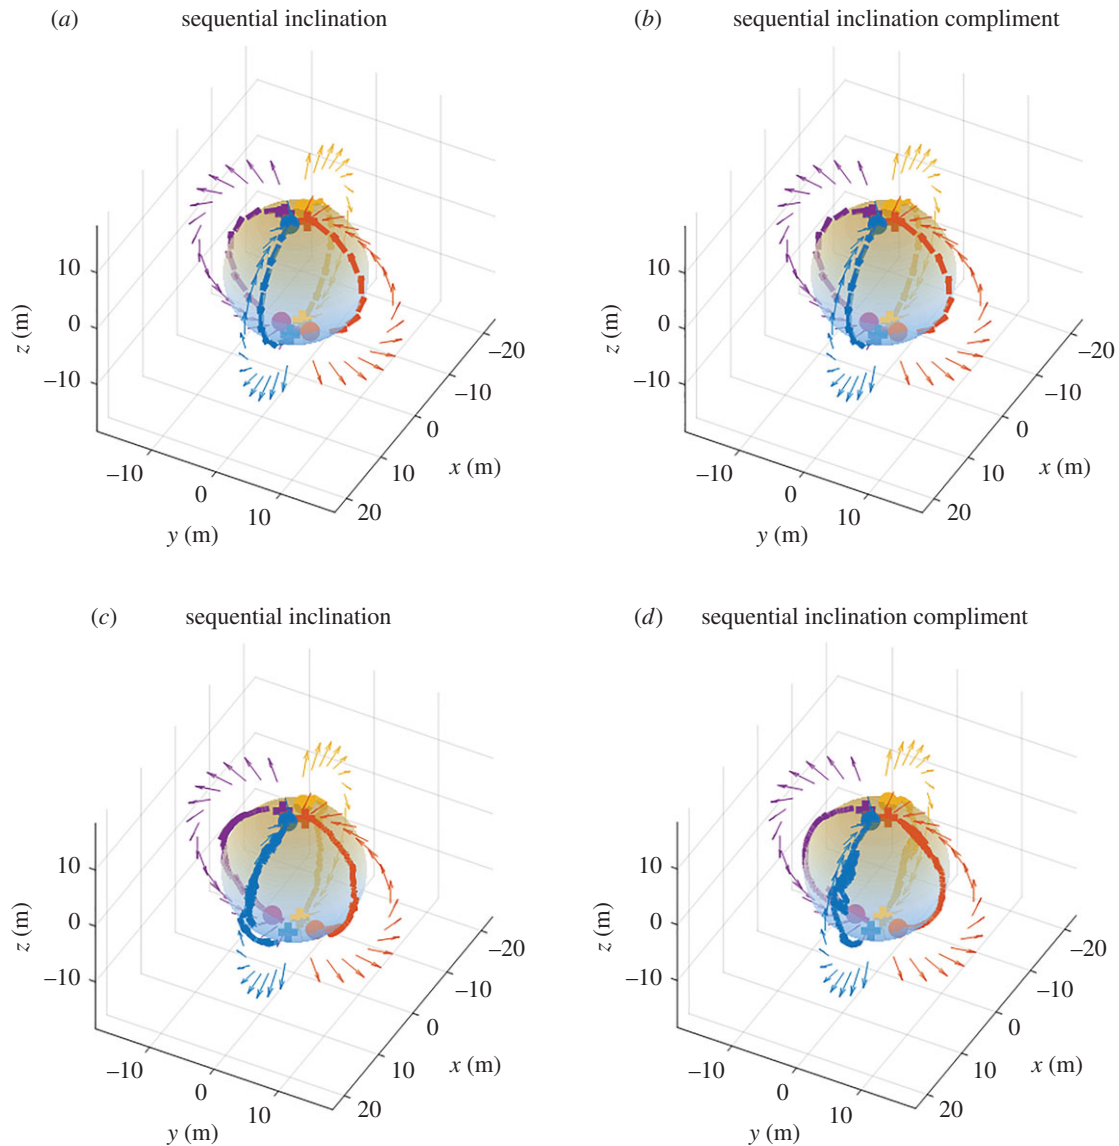 (a) sequential inclination
(b) sequential inclination compliment
10
0
–10
z (m)
–20
–10
0
10
20
x (m)
–10
0
10
y (m)
10
0
–10
z (m)
–20
–10
0
10
20
x (m)
–10
0
10
y (m)
(c) sequential inclination
(d) sequential inclination compliment
10
0
–10
z (m)
–20
–10
0
10
20
x (m)
–10
0
10
y (m)
10
0
–10
z (m)
–20
–10
0
10
20
x (m)
–10
0
10
y (m)